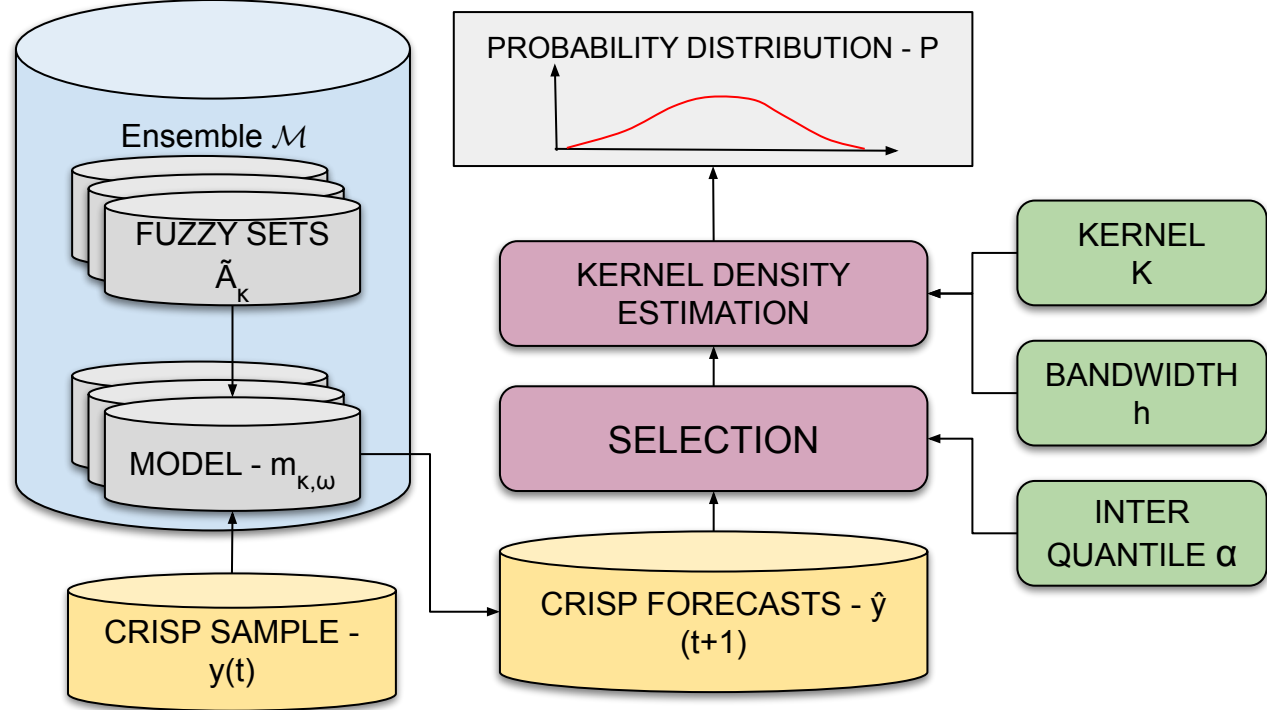 Ensemble ℳ
FUZZY SETS
Ã_κ
MODEL - m_κ,ω
CRISP SAMPLE -
y(t)
PROBABILITY DISTRIBUTION - P
KERNEL DENSITY
ESTIMATION
SELECTION
CRISP FORECASTS - ŷ
(t+1)
KERNEL
K
BANDWIDTH
h
INTER
QUANTILE α